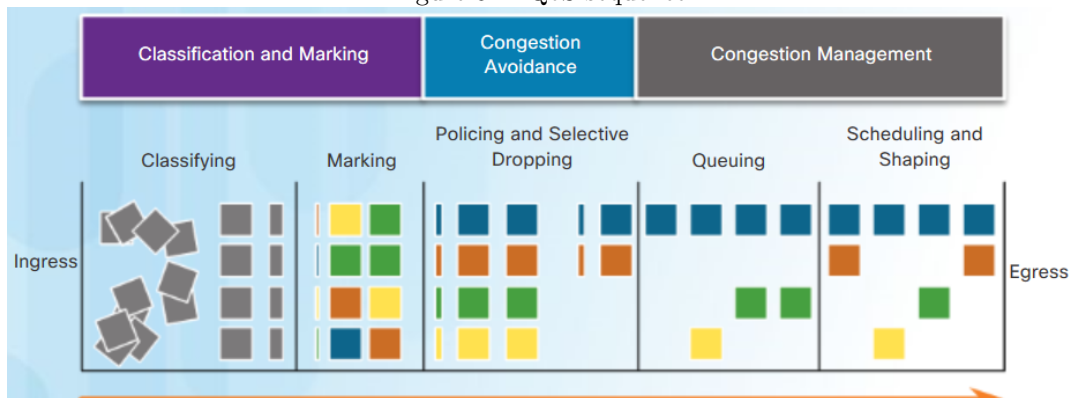 Classification and Marking
Congestion
Avoidance
Congestion Management
Classifying
Marking
Policing and Selective
Dropping
Queuing
Scheduling and
Shaping
Ingress
Egress